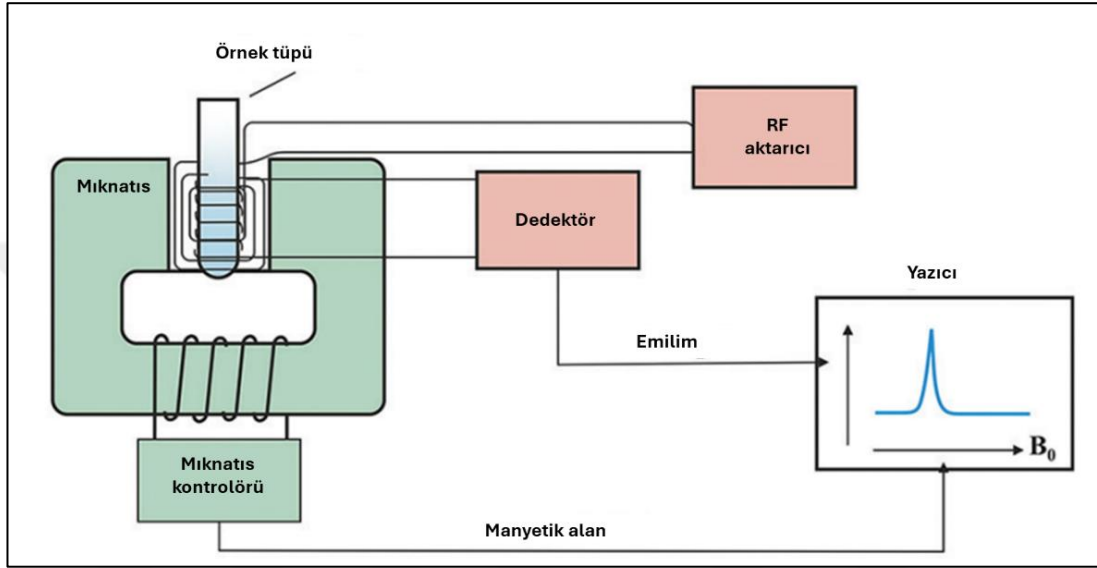 Örnek tüpü
RF
aktarıcı
Mıknatıs
Dedektör
Yazıcı
Emilim
B₀
Mıknatıs
kontrolörü
Manyetik alan